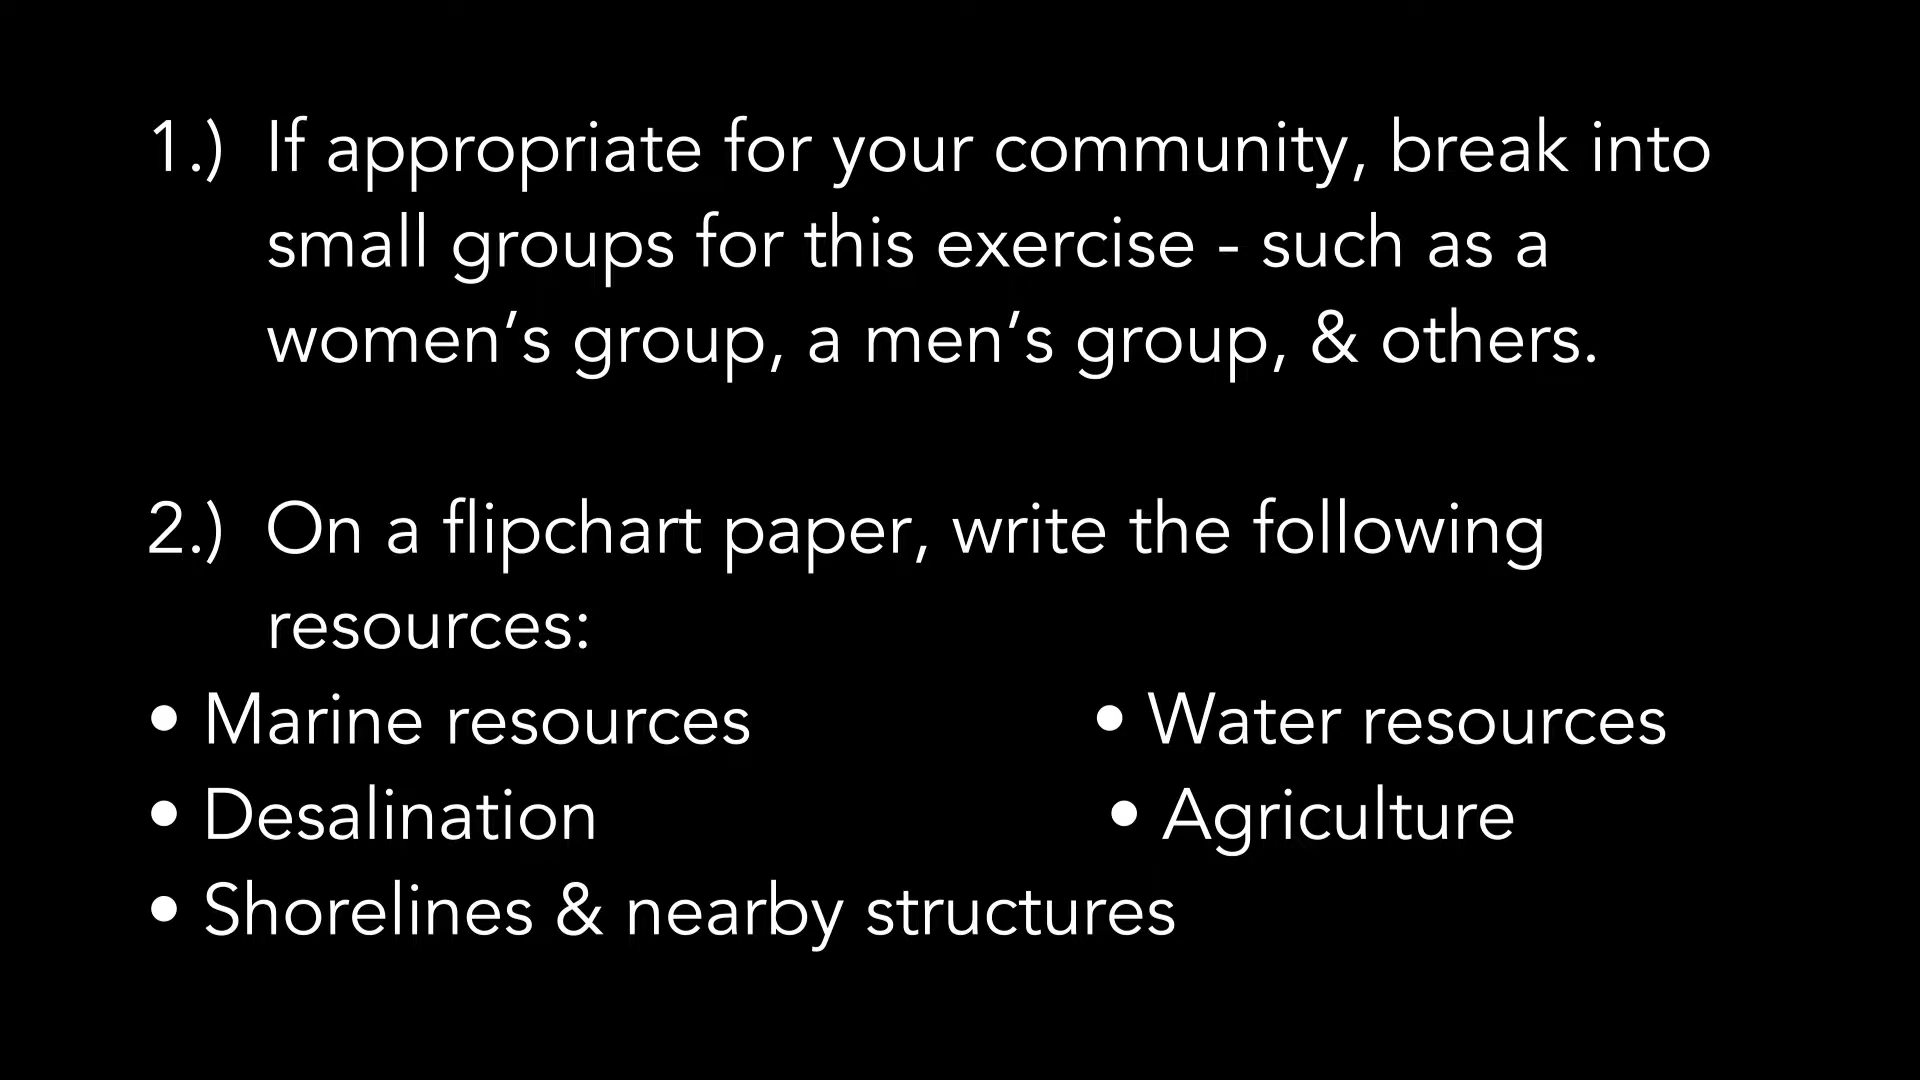 1.) If appropriate for your community, break into
small groups for this exercise - such as a
women’s group, a men’s group, & others.
2.) On a flipchart paper, write the following
resources:
• Marine resources • Water resources
• Desalination • Agriculture
• Shorelines & nearby structures